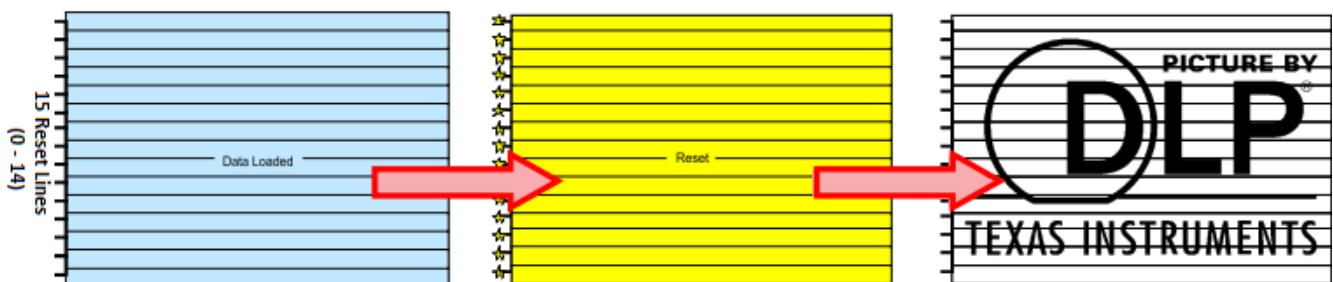 15 Reset Lines
(0 - 14)
Data Loaded
Reset
PICTURE BY
DLP®
TEXAS INSTRUMENTS